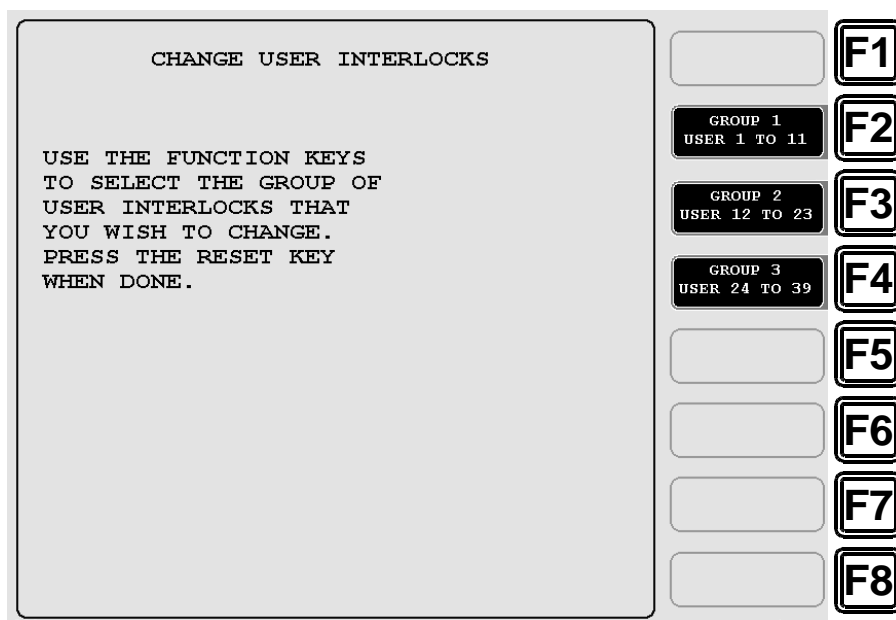 CHANGE USER INTERLOCKS
USE THE FUNCTION KEYS
TO SELECT THE GROUP OF
USER INTERLOCKS THAT
YOU WISH TO CHANGE.
PRESS THE RESET KEY
WHEN DONE.
F1
GROUP 1
USER 1 TO 11
F2
GROUP 2
USER 12 TO 23
F3
GROUP 3
USER 24 TO 39
F4
F5
F6
F7
F8